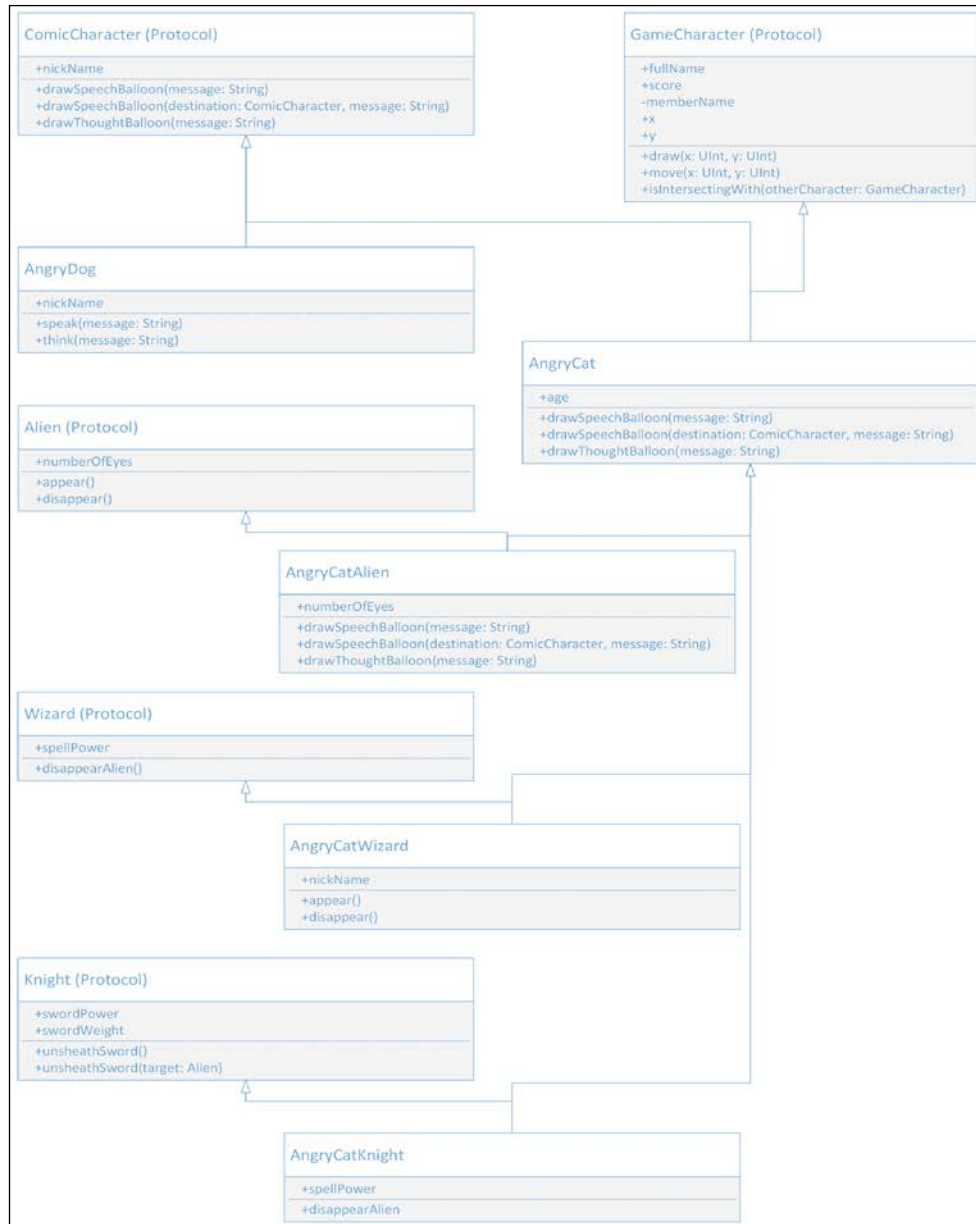 ComicCharacter (Protocol)
+nickName
+drawSpeechBalloon(message: String)
+drawSpeechBalloon(destination: ComicCharacter, message: String)
+drawThoughtBalloon(message: String)
GameCharacter (Protocol)
+fullName
+score
-memberName
+x
+y
+draw(x: UInt, y: UInt)
+move(x: UInt, y: UInt)
+isIntersectingWith(otherCharacter: GameCharacter)
AngryDog
+nickName
+speak(message: String)
+think(message: String)
AngryCat
+age
+drawSpeechBalloon(message: String)
+drawSpeechBalloon(destination: ComicCharacter, message: String)
+drawThoughtBalloon(message: String)
Alien (Protocol)
+numberOfEyes
+appear()
+disappear()
AngryCatAlien
+numberOfEyes
+drawSpeechBalloon(message: String)
+drawSpeechBalloon(destination: ComicCharacter, message: String)
+drawThoughtBalloon(message: String)
Wizard (Protocol)
+spellPower
+disappearAlien()
AngryCatWizard
+nickName
+appear()
+disappear()
Knight (Protocol)
+swordPower
+swordWeight
+unsheathSword()
+unsheathSword(target: Alien)
AngryCatKnight
+spellPower
+disappearAlien